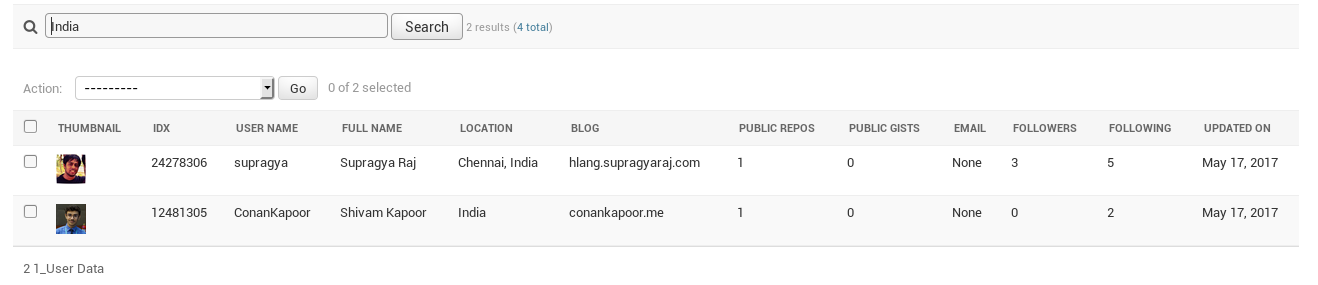 India Search 2 results (4 total)
Action: --------- Go 0 of 2 selected
THUMBNAIL IDX USER NAME FULL NAME LOCATION BLOG PUBLIC REPOS PUBLIC GISTS EMAIL FOLLOWERS FOLLOWING UPDATED ON
24278306 supragya Supragya Raj Chennai, India hlang.supragyaraj.com 1 0 None 3 5 May 17, 2017
12481305 ConanKapoor Shivam Kapoor India conankapoor.me 1 0 None 0 2 May 17, 2017
2 1_User Data